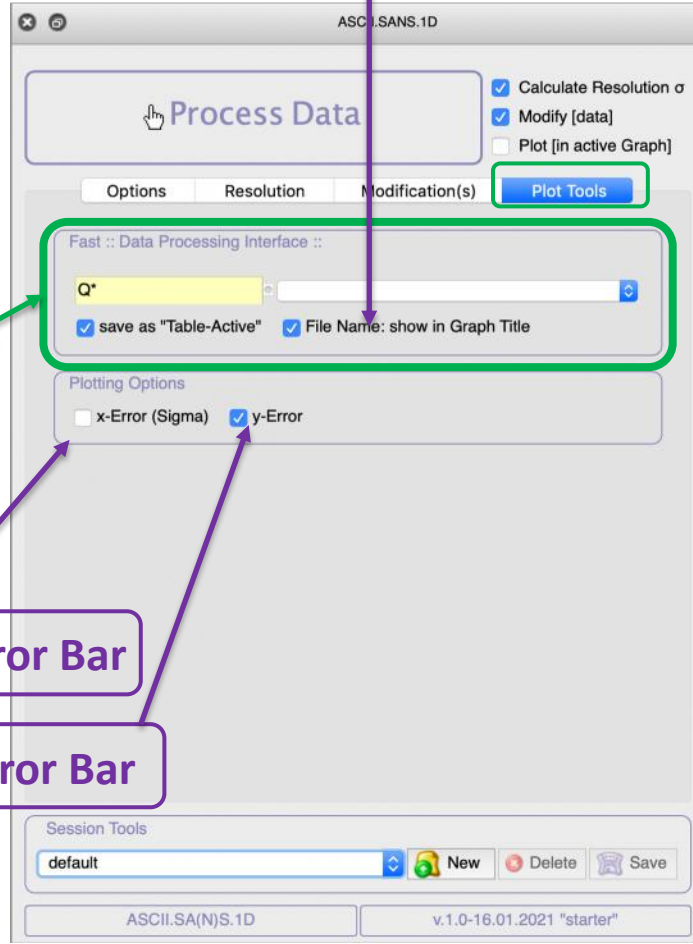 ASCII.SANS.1D
Process Data
Calculate Resolution σ
Modify [data]
Plot [in active Graph]
Options Resolution Modification(s) Plot Tools
Fast :: Data Processing Interface ::
Q*
save as "Table-Active" File Name: show in Graph Title
Plotting Options
x-Error (Sigma) y-Error
ror Bar
ror Bar
Session Tools
default New Delete Save
ASCII.SA(N)S.1D v.1.0-16.01.2021 "starter"